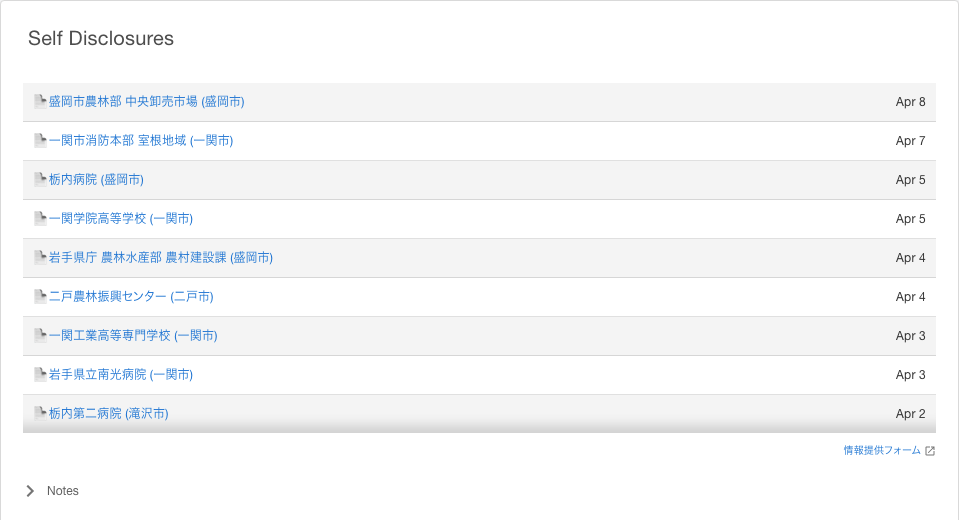 Self Disclosures
盛岡市農林部 中央卸売市場 (盛岡市) Apr 8
一関市消防本部 室根地域 (一関市) Apr 7
栃内病院 (盛岡市) Apr 5
一関学院高等学校 (一関市) Apr 5
岩手県庁 農林水産部 農村建設課 (盛岡市) Apr 4
二戸農林振興センター (二戸市) Apr 4
一関工業高等専門学校 (一関市) Apr 3
岩手県立南光病院 (一関市) Apr 3
栃内第二病院 (滝沢市) Apr 2
情報提供フォーム
Notes